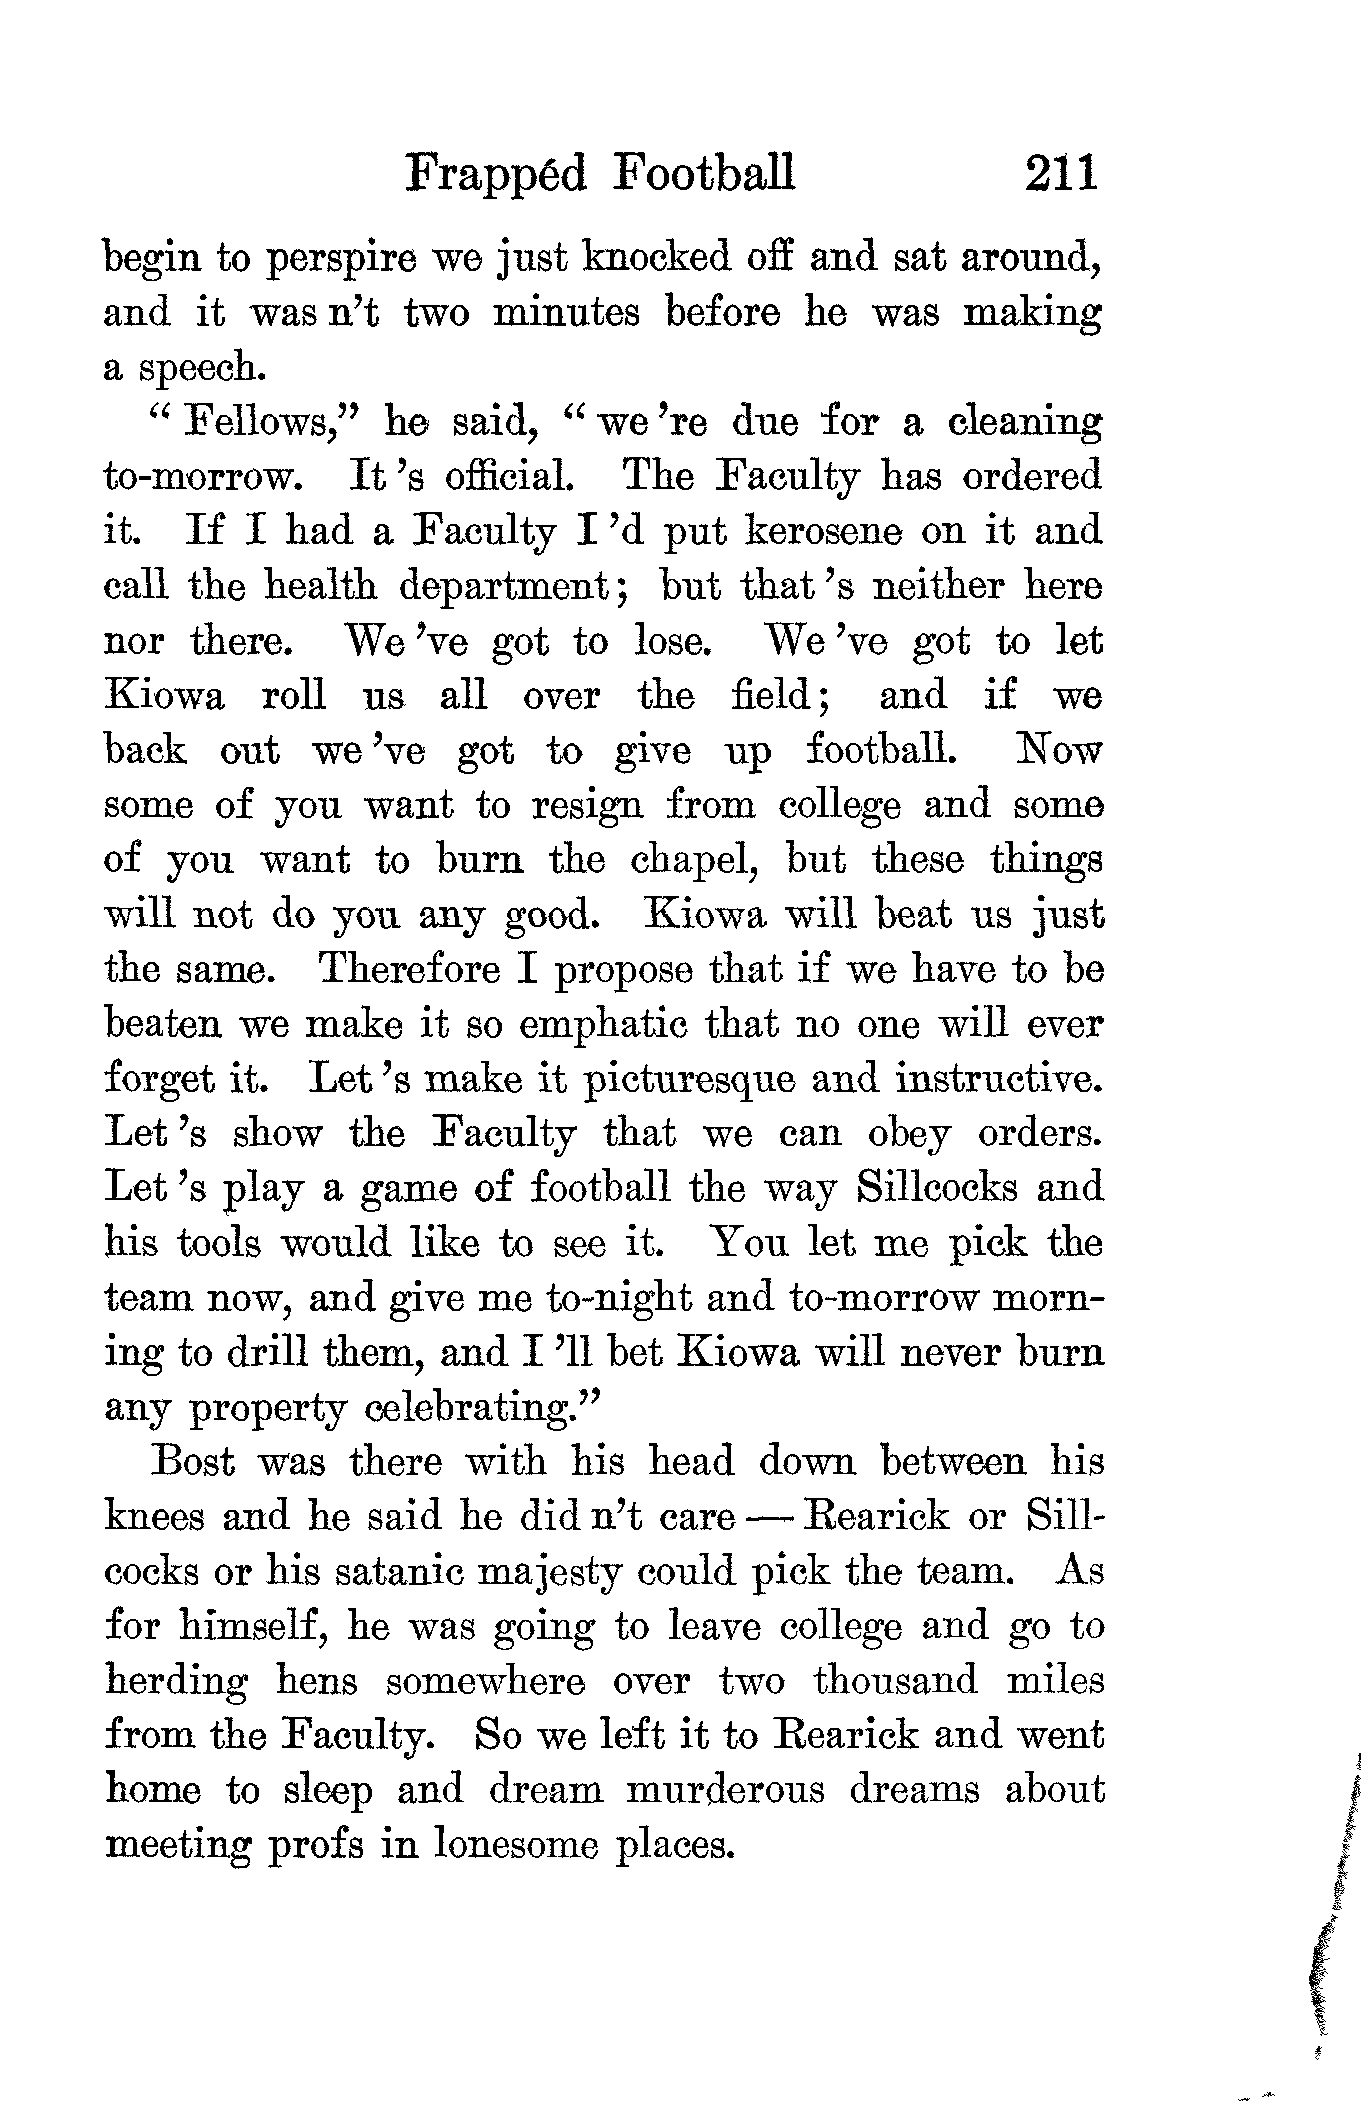 Frappéd Football 211
begin to perspire we just knocked off and sat around,
and it was n't two minutes before he was making
a speech.
" Fellows," he said, " we 're due for a cleaning
to-morrow. It 's official. The Faculty has ordered
it. If I had a Faculty I 'd put kerosene on it and
call the health department; but that 's neither here
nor there. We 've got to lose. We 've got to let
Kiowa roll us all over the field; and if we
back out we 've got to give up football. Now
some of you want to resign from college and some
of you want to burn the chapel, but these things
will not do you any good. Kiowa will beat us just
the same. Therefore I propose that if we have to be
beaten we make it so emphatic that no one will ever
forget it. Let 's make it picturesque and instructive.
Let 's show the Faculty that we can obey orders.
Let 's play a game of football the way Sillcocks and
his tools would like to see it. You let me pick the
team now, and give me to-night and to-morrow morn-
ing to drill them, and I 'll bet Kiowa will never burn
any property celebrating."
Bost was there with his head down between his
knees and he said he did n't care — Rearick or Sill-
cocks or his satanic majesty could pick the team. As
for himself, he was going to leave college and go to
herding hens somewhere over two thousand miles
from the Faculty. So we left it to Rearick and went
home to sleep and dream murderous dreams about
meeting profs in lonesome places.